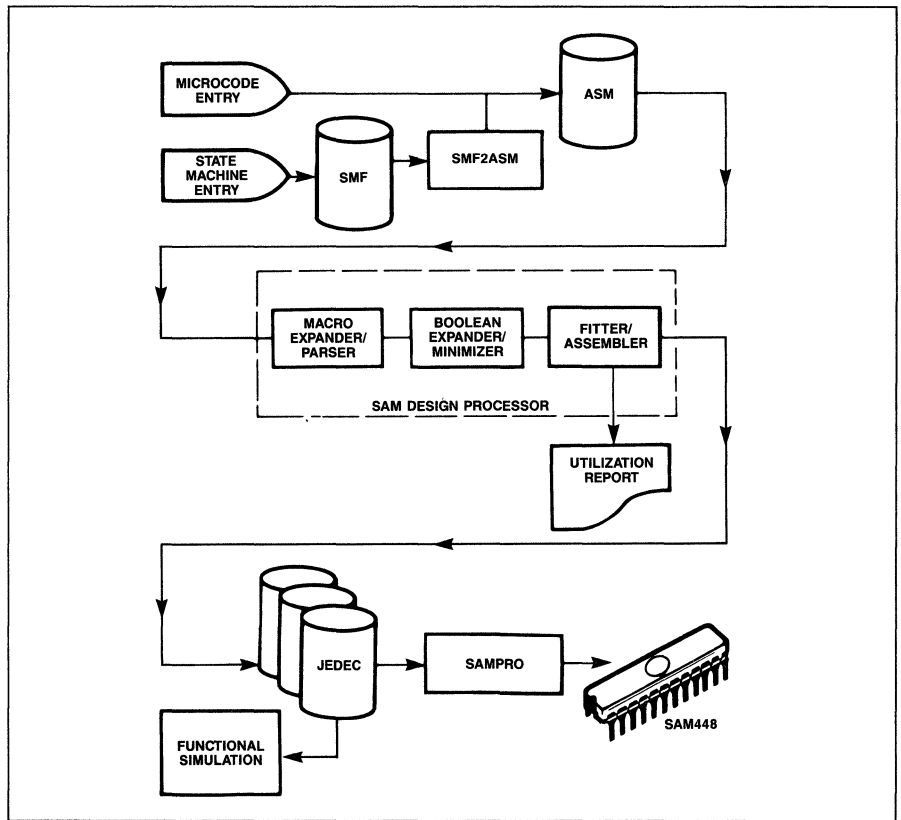 MICROCODE
ENTRY
ASM
STATE
MACHINE
ENTRY
SMF
SMF2ASM
MACRO
EXPANDER/
PARSER
BOOLEAN
EXPANDER/
MINIMIZER
FITTER/
ASSEMBLER
SAM DESIGN PROCESSOR
UTILIZATION
REPORT
JEDEC
SAMPRO
SAM448
FUNCTIONAL
SIMULATION